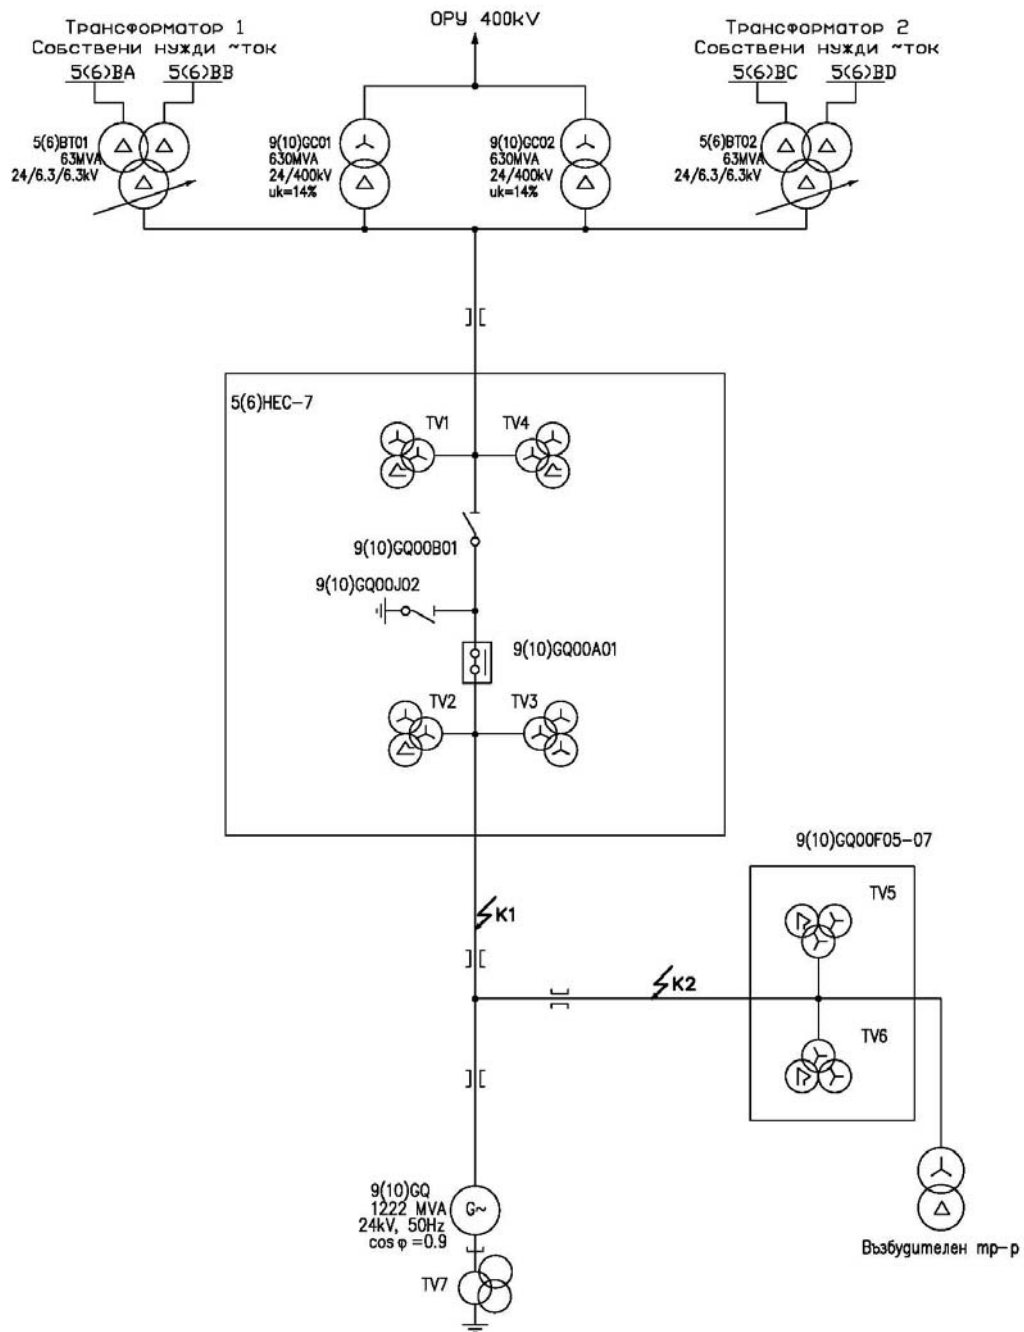 ОРУ 400kV
Трансформатор 1
Собствени нужди ~ток
5(6)BA
5(6)BB
Трансформатор 2
Собствени нужди ~ток
5(6)BC
5(6)BD
5(6)BT01
63MVA
24/6.3/6.3kV
9(10)GC01
630MVA
24/400kV
uk=14%
9(10)GC02
630MVA
24/400kV
uk=14%
5(6)BT02
63MVA
24/6.3/6.3kV
5(6)HEC-7
TV1
TV4
9(10)GQ00B01
9(10)GQ00J02
9(10)GQ00A01
TV2
TV3
9(10)GQ00F05-07
TV5
K1
K2
TV6
9(10)GQ
1222 MVA
24kV, 50Hz
cos φ =0.9
G~
TV7
Възбудителен тр-р